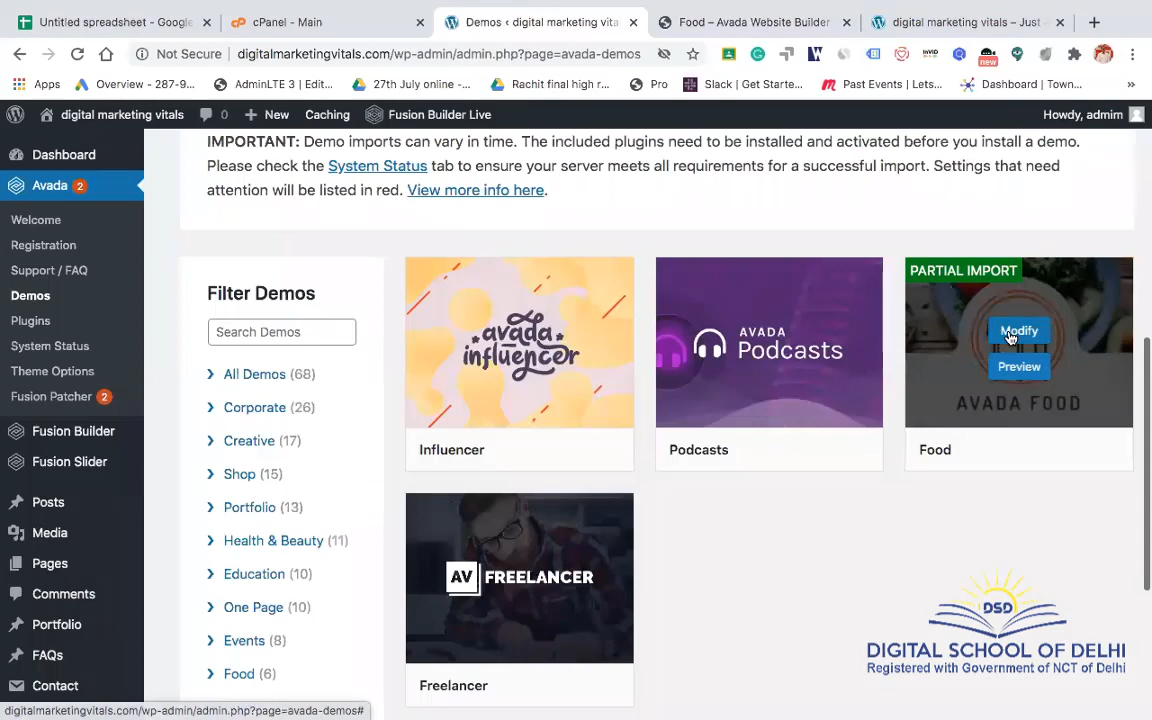 Untitled spreadsheet - Google
cPanel - Main
Demos ‹ digital marketing vita
Food – Avada Website Builder
digital marketing vitals – Just
Not Secure
digitalmarketingvitals.com/wp-admin/admin.php?page=avada-demos
new
Apps
Overview - 287-9...
AdminLTE 3 | Edit...
27th July online -...
Rachit final high r...
Pro
Slack | Get Starte...
Past Events | Lets...
Dashboard | Town...
digital marketing vitals
0
New
Caching
Fusion Builder Live
Howdy, admim
Dashboard
Avada 2
Welcome
Registration
Support / FAQ
Demos
Plugins
System Status
Theme Options
Fusion Patcher 2
Fusion Builder
Fusion Slider
Posts
Media
Pages
Comments
Portfolio
FAQs
Contact
IMPORTANT: Demo imports can vary in time. The included plugins need to be installed and activated before you install a demo.
Please check the System Status tab to ensure your server meets all requirements for a successful import. Settings that need
attention will be listed in red. View more info here.
Filter Demos
Search Demos
All Demos (68)
Corporate (26)
Creative (17)
Shop (15)
Portfolio (13)
Health & Beauty (11)
Education (10)
One Page (10)
Events (8)
Food (6)
avada
influencer
Influencer
AVADA
Podcasts
Podcasts
PARTIAL IMPORT
Modify
Preview
AVADA FOOD
Food
AV FREELANCER
Freelancer
DSD
DIGITAL SCHOOL OF DELHI
Registered with Government of NCT of Delhi
digitalmarketingvitals.com/wp-admin/admin.php?page=avada-demos#